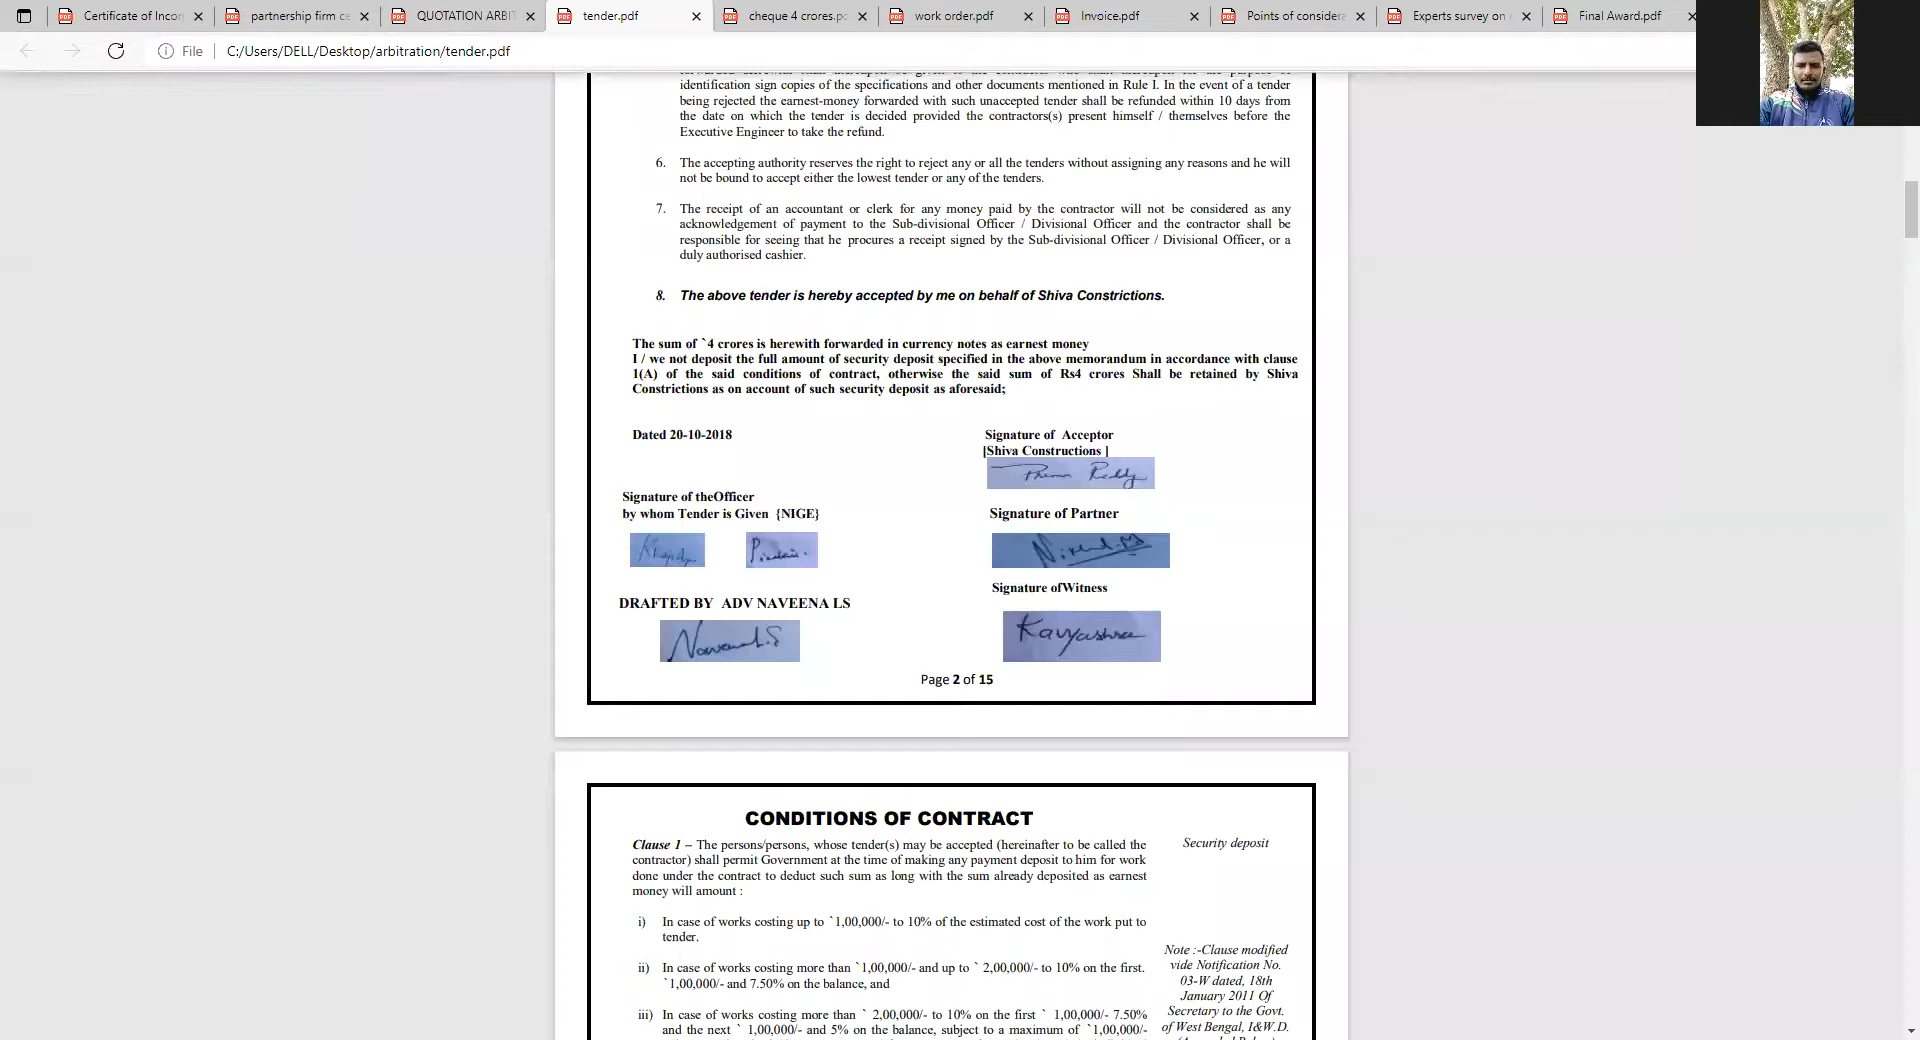 Certificate of Incor
partnership firm ce
QUOTATION ARBIT
tender.pdf
cheque 4 crores.pc
work order.pdf
Invoice.pdf
Points of considera
Experts survey on
Final Award.pdf
File
C:/Users/DELL/Desktop/arbitration/tender.pdf
identification sign copies of the specifications and other documents mentioned in Rule I. In the event of a tender
being rejected the earnest-money forwarded with such unaccepted tender shall be refunded within 10 days from
the date on which the tender is decided provided the contractors(s) present himself / themselves before the
Executive Engineer to take the refund.
6. The accepting authority reserves the right to reject any or all the tenders without assigning any reasons and he will
not be bound to accept either the lowest tender or any of the tenders.
7. The receipt of an accountant or clerk for any money paid by the contractor will not be considered as any
acknowledgement of payment to the Sub-divisional Officer / Divisional Officer and the contractor shall be
responsible for seeing that he procures a receipt signed by the Sub-divisional Officer / Divisional Officer, or a
duly authorised cashier.
8. The above tender is hereby accepted by me on behalf of Shiva Constrictions.
The sum of `4 crores is herewith forwarded in currency notes as earnest money
I / we not deposit the full amount of security deposit specified in the above memorandum in accordance with clause
1(A) of the said conditions of contract, otherwise the said sum of Rs4 crores Shall be retained by Shiva
Constrictions as on account of such security deposit as aforesaid;
Dated 20-10-2018
Signature of Acceptor
[Shiva Constructions ]
Reddy
Signature of theOfficer
by whom Tender is Given {NIGE}
Signature of Partner
Signature ofWitness
DRAFTED BY ADV NAVEENA LS
Kavyashree
Page 2 of 15
CONDITIONS OF CONTRACT
Clause 1 – The persons/persons, whose tender(s) may be accepted (hereinafter to be called the
contractor) shall permit Government at the time of making any payment deposit to him for work
done under the contract to deduct such sum as long with the sum already deposited as earnest
money will amount :
Security deposit
i) In case of works costing up to `1,00,000/- to 10% of the estimated cost of the work put to
tender.
ii) In case of works costing more than `1,00,000/- and up to ` 2,00,000/- to 10% on the first.
`1,00,000/- and 7.50% on the balance, and
iii) In case of works costing more than ` 2,00,000/- to 10% on the first ` 1,00,000/- 7.50%
and the next ` 1,00,000/- and 5% on the balance, subject to a maximum of `1,00,000/-
Note :-Clause modified
vide Notification No.
03-W dated, 18th
January 2011 Of
Secretary to the Govt.
of West Bengal, I&W.D.